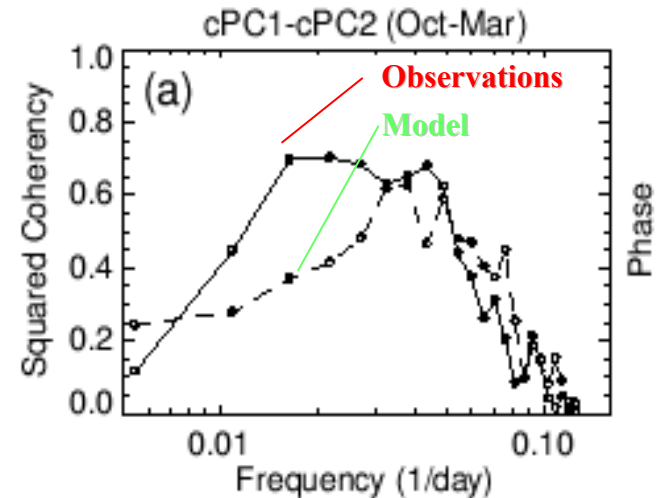 cPC1-cPC2 (Oct-Mar)
1.0
(a)
Observations
0.8
Model
0.6
Squared Coherency
Phase
0.4
0.2
0.0
0.01
0.10
Frequency (1/day)